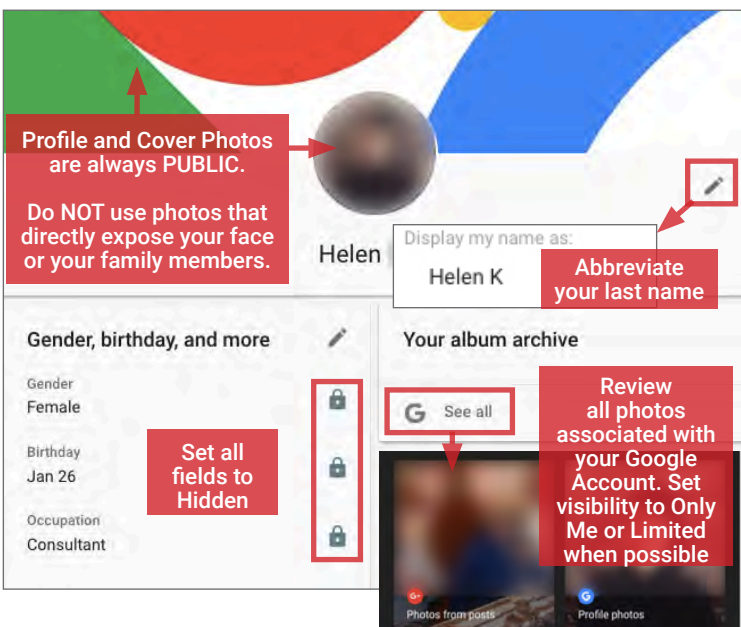 Profile and Cover Photos
are always PUBLIC.
Do NOT use photos that
directly expose your face
or your family members.
Helen
Display my name as:
Helen K
Abbreviate
your last name
Gender, birthday, and more
Gender
Female
Birthday
Jan 26
Occupation
Consultant
Set all
fields to
Hidden
Your album archive
G See all
Review
all photos
associated with
your Google
Account. Set
visibility to Only
Me or Limited
when possible
G+
Photos from posts
G
Profile photos